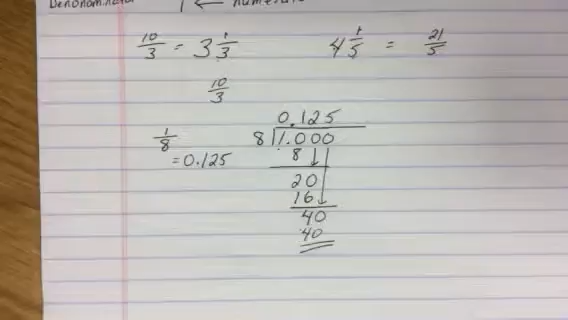 Denominator 1 ← numerator
10/3 = 3 1/3 4 1/5 = 21/5
10/3
0.125
1/8 8)1.000
= 0.125 .8
20
16
40
40